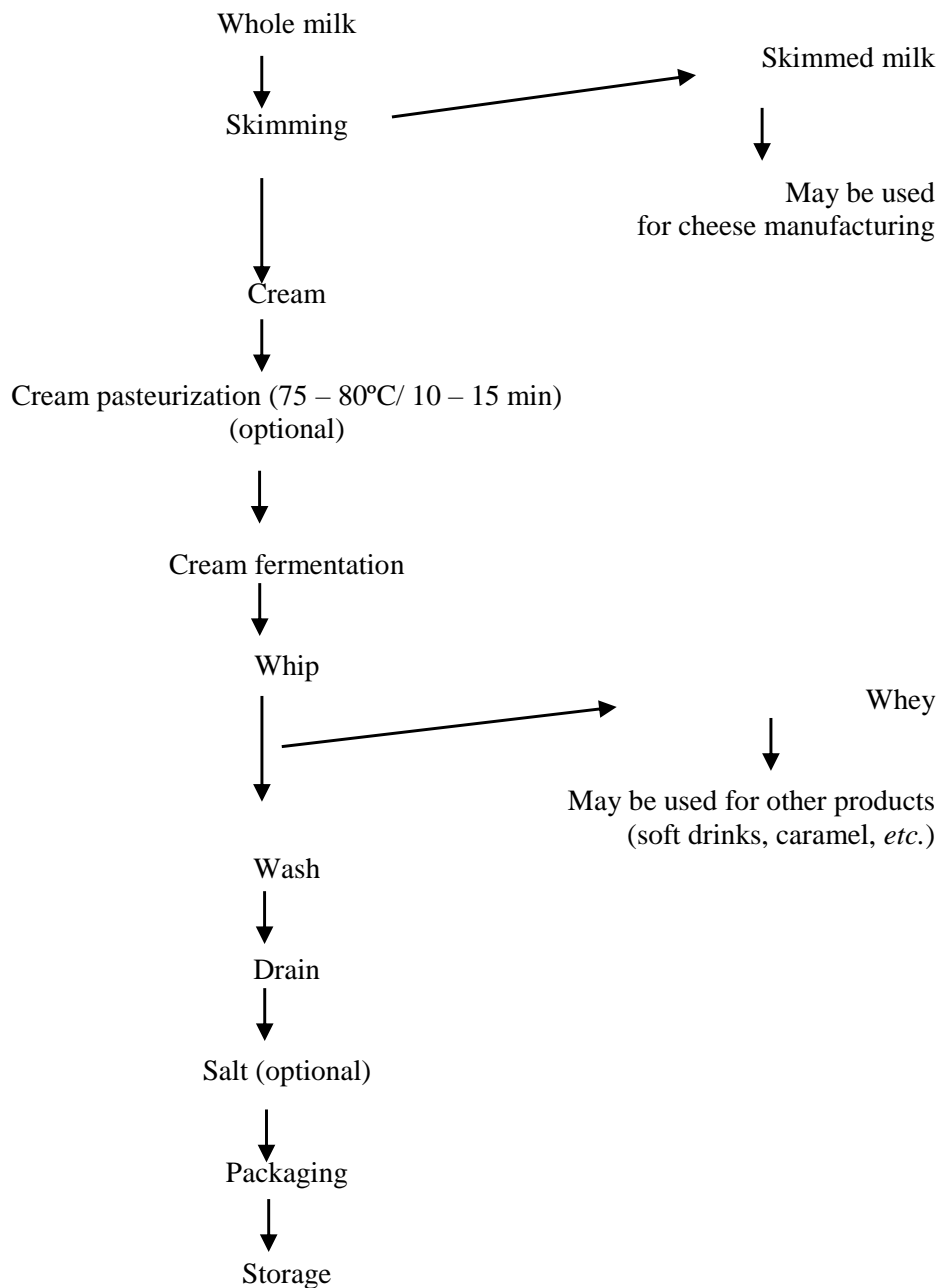 Whole milk
Skimmed milk
Skimming
May be used
for cheese manufacturing
Cream
Cream pasteurization (75 – 80ºC/ 10 – 15 min)
(optional)
Cream fermentation
Whip
Whey
May be used for other products
(soft drinks, caramel, etc.)
Wash
Drain
Salt (optional)
Packaging
Storage